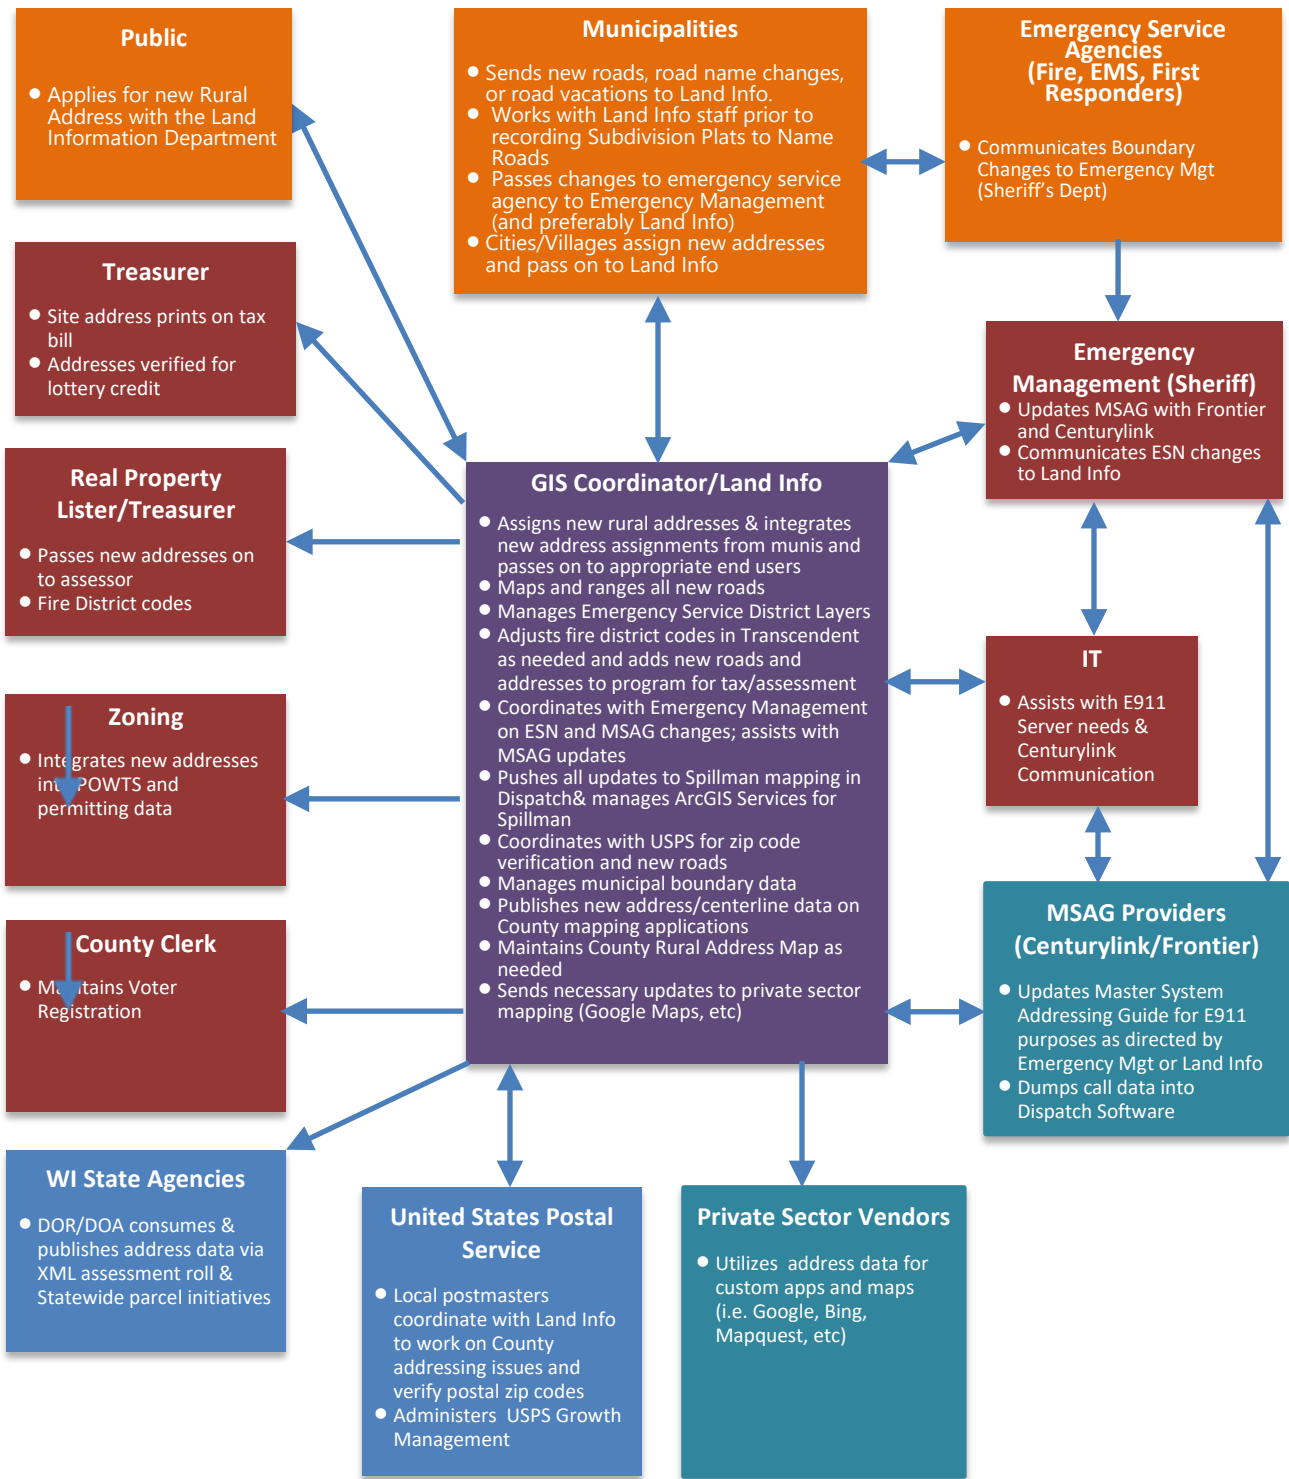 Public
• Applies for new Rural
Address with the Land
Information Department
Municipalities
• Sends new roads, road name changes,
or road vacations to Land Info.
• Works with Land Info staff prior to
recording Subdivision Plats to Name
Roads
• Passes changes to emergency service
agency to Emergency Management
(and preferably Land Info)
• Cities/Villages assign new addresses
and pass on to Land Info
Emergency Service
Agencies
(Fire, EMS, First
Responders)
• Communicates Boundary
Changes to Emergency Mgt
(Sheriff's Dept)
Treasurer
• Site address prints on tax
bill
• Addresses verified for
lottery credit
Emergency
Management (Sheriff)
• Updates MSAG with Frontier
and Centurylink
• Communicates ESN changes
to Land Info
Real Property
Lister/Treasurer
• Passes new addresses on
to assessor
• Fire District codes
GIS Coordinator/Land Info
• Assigns new rural addresses & integrates
new address assignments from munis and
passes on to appropriate end users
• Maps and ranges all new roads
• Manages Emergency Service District Layers
• Adjusts fire district codes in Transcendent
as needed and adds new roads and
addresses to program for tax/assessment
• Coordinates with Emergency Management
on ESN and MSAG changes; assists with
MSAG updates
• Pushes all updates to Spillman mapping in
Dispatch& manages ArcGIS Services for
Spillman
• Coordinates with USPS for zip code
verification and new roads
• Manages municipal boundary data
• Publishes new address/centerline data on
County mapping applications
• Maintains County Rural Address Map as
needed
• Sends necessary updates to private sector
mapping (Google Maps, etc)
IT
• Assists with E911
Server needs &
Centurylink
Communication
Zoning
• Integrates new addresses
into POWTS and
permitting data
County Clerk
• Maintains Voter
Registration
MSAG Providers
(Centurylink/Frontier)
• Updates Master System
Addressing Guide for E911
purposes as directed by
Emergency Mgt or Land Info
• Dumps call data into
Dispatch Software
WI State Agencies
• DOR/DOA consumes &
publishes address data via
XML assessment roll &
Statewide parcel initiatives
United States Postal
Service
• Local postmasters
coordinate with Land Info
to work on County
addressing issues and
verify postal zip codes
• Administers  USPS Growth
Management
Private Sector Vendors
• Utilizes  address data for
custom apps and maps
(i.e. Google, Bing,
Mapquest, etc)